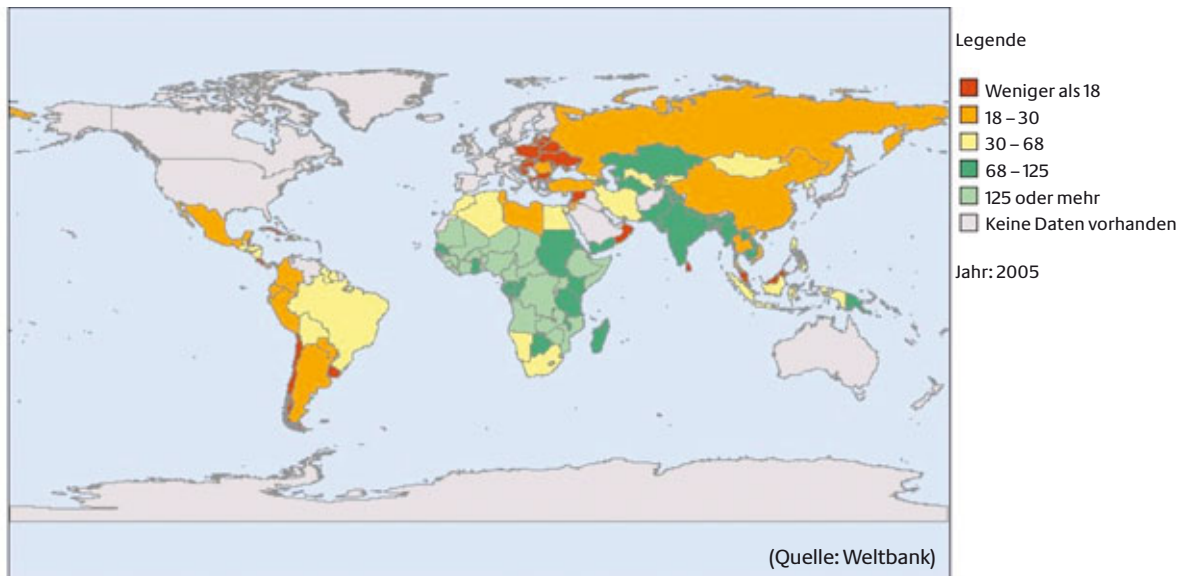 Legende
Weniger als 18
18 – 30
30 – 68
68 – 125
125 oder mehr
Keine Daten vorhanden
Jahr: 2005
(Quelle: Weltbank)